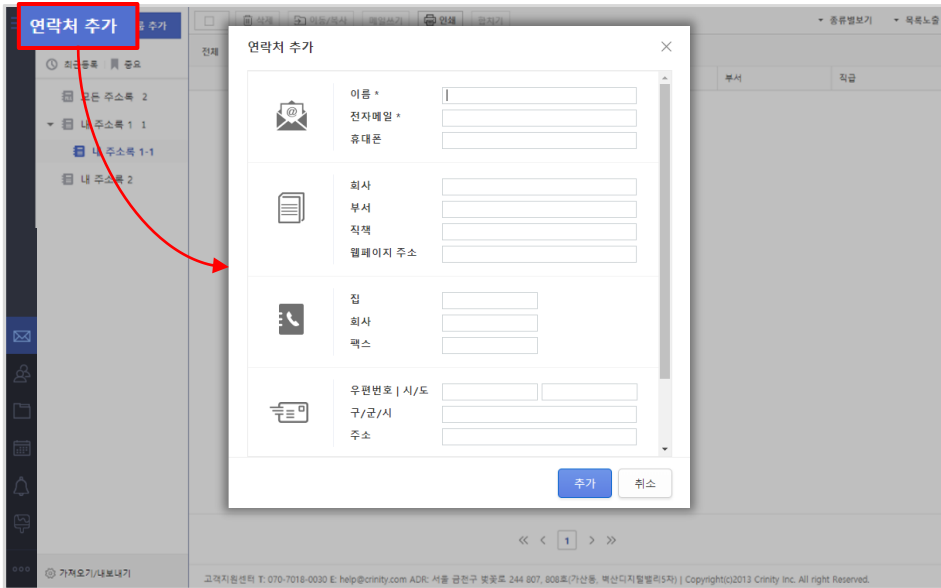 연락처 추가
추가
삭제
이동/복사
메일쓰기
인쇄
종류별보기
목록노출
최근등록
중요
전체
부서
직급
모든 주소록 2
내 주소록 1 1
내 주소록 1-1
내 주소록 2
가져오기/내보내기
연락처 추가
이름 *
전자메일 *
휴대폰
회사
부서
직책
웹페이지 주소
집
회사
팩스
우편번호 | 시/도
구/군/시
주소
추가
취소
1
고객지원센터 T: 070-7018-0030 E: help@crinity.com ADR: 서울 금천구 벚꽃로 244 807, 808호(가산동, 벽산디지털밸리5차) | Copyright(c)2013 Crinity Inc. All right Reserved.